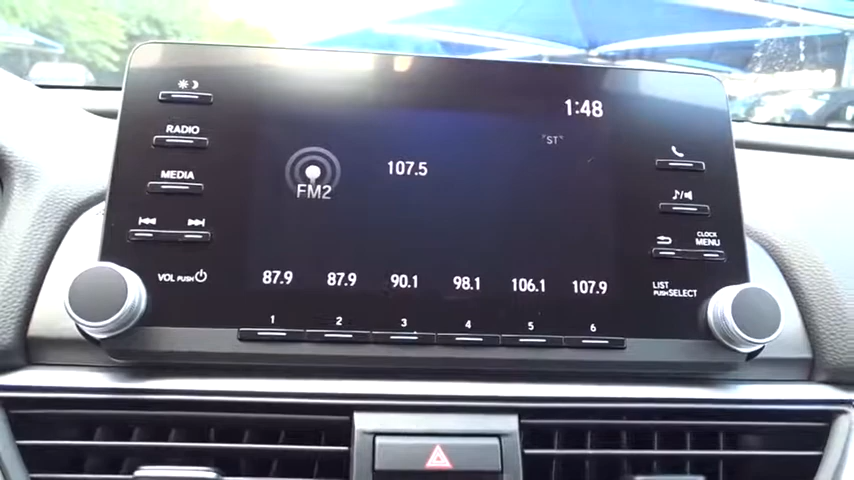 1:48
RADIO
"ST"
107.5
MEDIA
FM2
CLOCK
MENU
VOL PUSH
87.9 87.9 90.1 98.1 106.1 107.9
LIST
PUSH SELECT
1 2 3 4 5 6